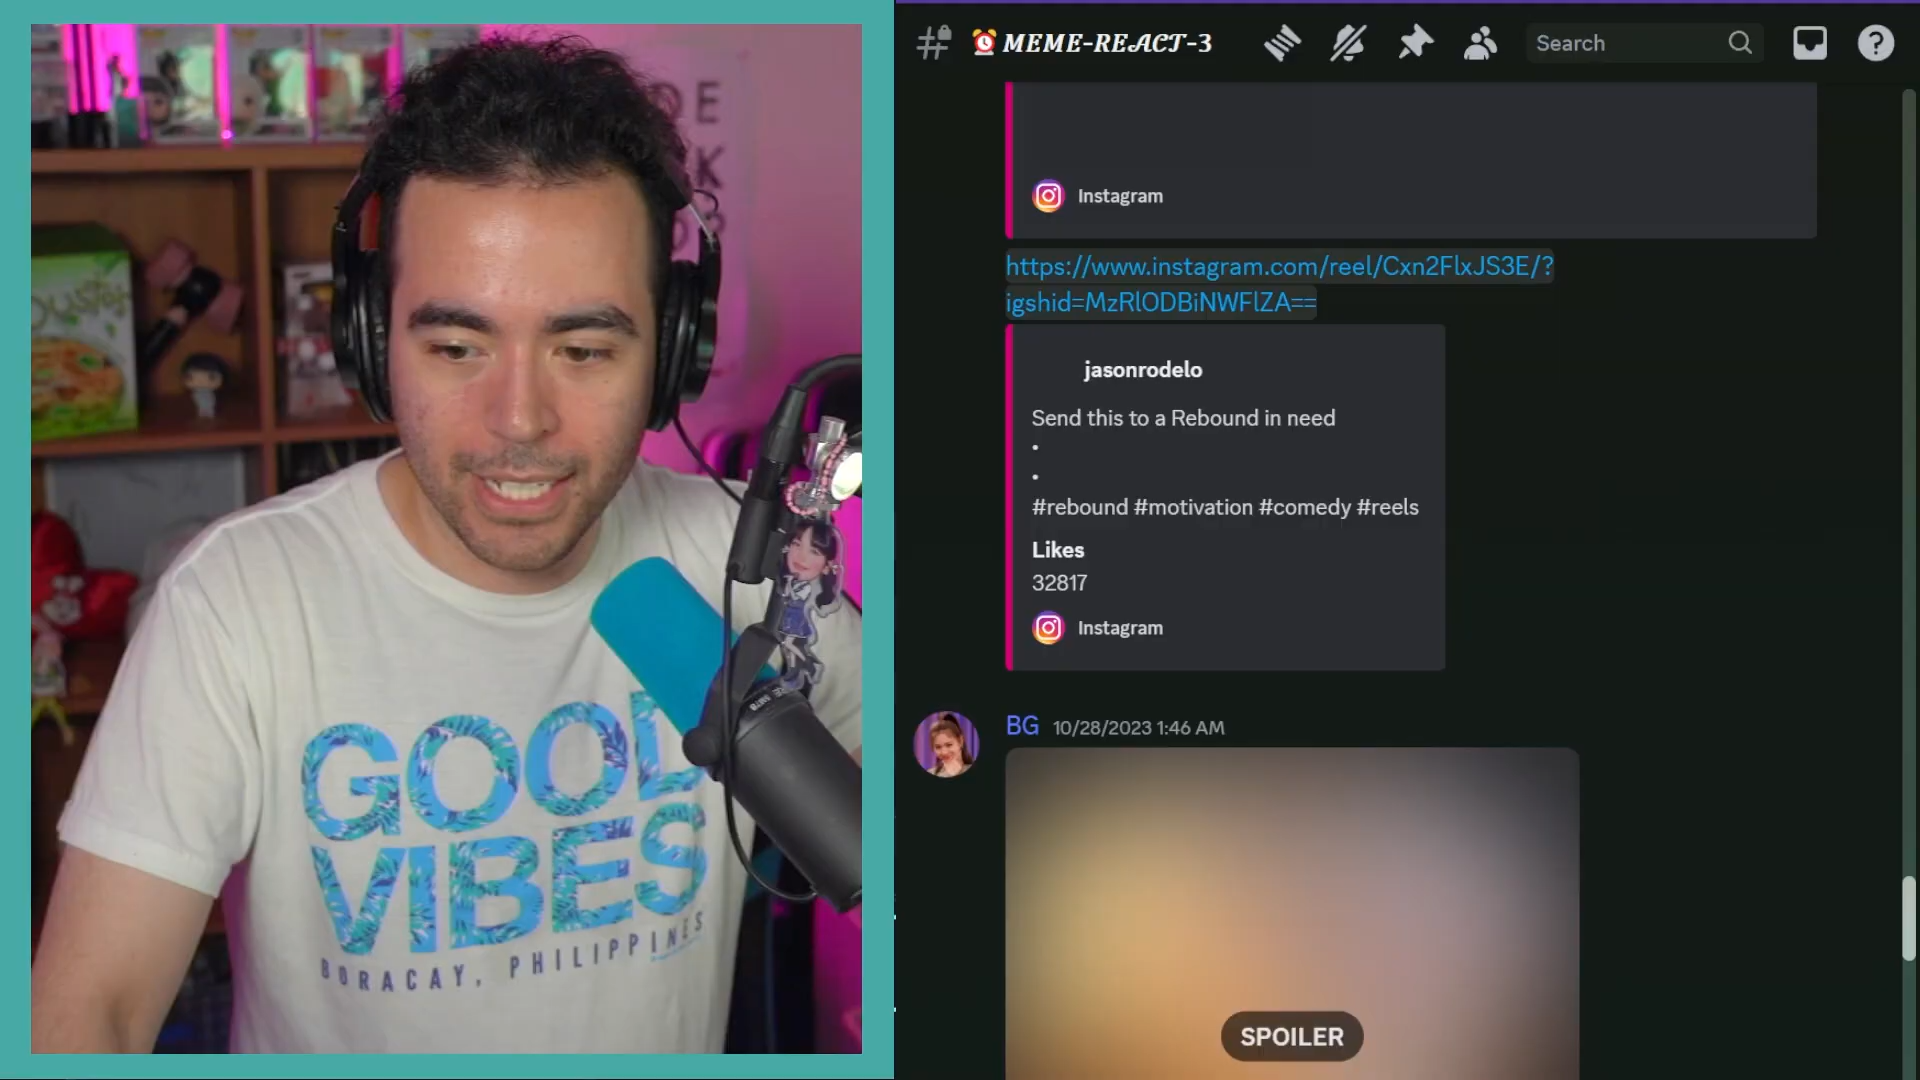 GOOD
VIBES
BORACAY, PHILIPPINES
MEME-REACT-3
Search
Instagram
https://www.instagram.com/reel/Cxn2FlxJS3E/?
igshid=MzRlODBiNWFlZA==
jasonrodelo
Send this to a Rebound in need
•
•
#rebound #motivation #comedy #reels
Likes
32817
Instagram
BG 10/28/2023 1:46 AM
SPOILER